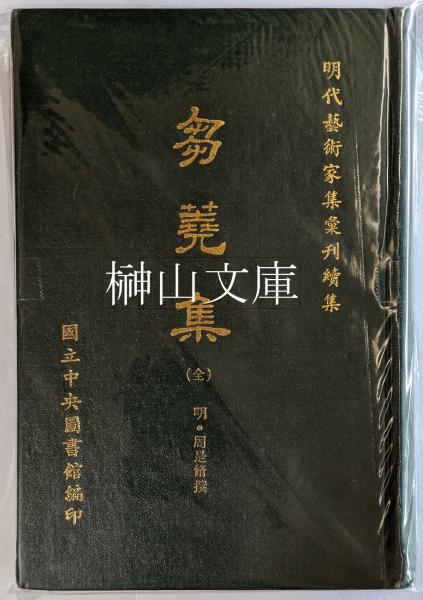 明代藝術家集彙刊續集
芻蕘集
(全)
明·周是脩撰
國立中央圖書館編印
榊山文庫